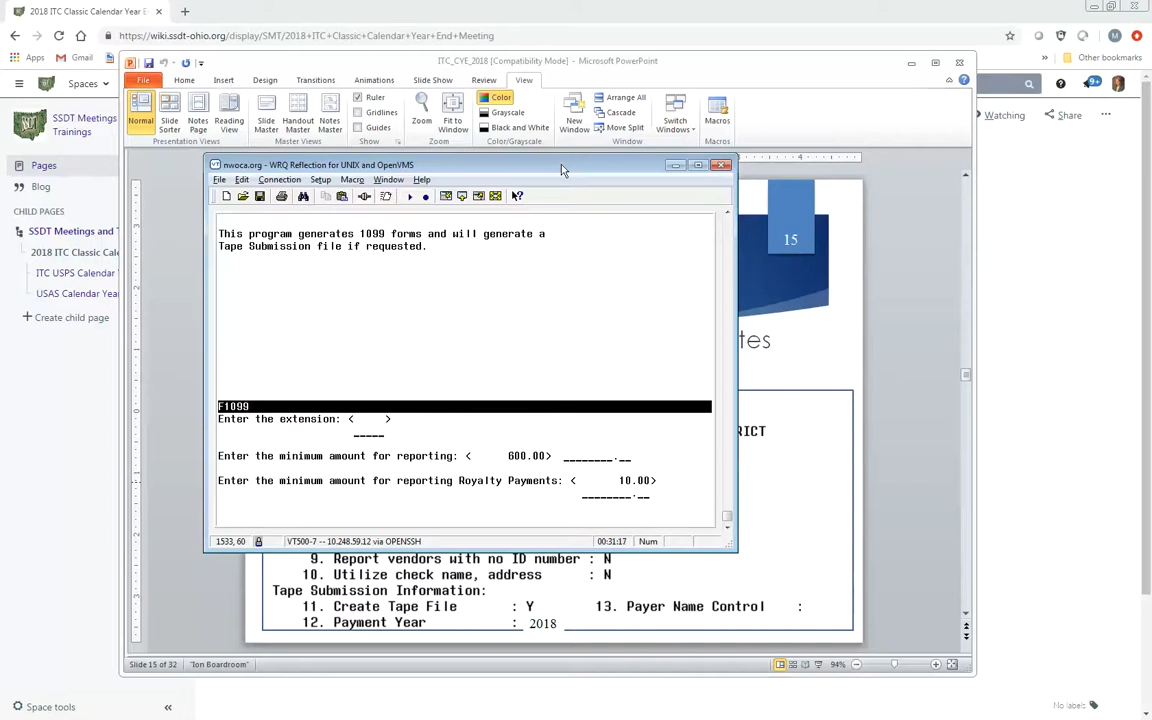 2018 ITC Classic Calendar Year E
https://wiki.ssdt-ohio.org/display/SMT/2018+ITC+Classic+Calendar+Year+End+Meeting
M
Apps
Gmail
Other bookmarks
ITC_CYE_2018 [Compatibility Mode] - Microsoft PowerPoint
File
Home
Insert
Design
Transitions
Animations
Slide Show
Review
View
Spaces
9+
Normal
Slide Sorter
Notes Page
Reading View
Presentation Views
Slide Master
Handout Master
Notes Master
Master Views
Ruler
Gridlines
Guides
Show
Zoom
Fit to Window
Zoom
Color
Grayscale
Black and White
Color/Grayscale
New Window
Arrange All
Cascade
Move Split
Window
Switch Windows
Macros
Macros
Watching
Share
SSDT Meetings
Trainings
Pages
Blog
CHILD PAGES
SSDT Meetings and T
2018 ITC Classic Cale
ITC USPS Calendar
USAS Calendar Year
Create child page
nwoca.org - WRQ Reflection for UNIX and OpenVMS
File Edit Connection Setup Macro Window Help
This program generates 1099 forms and will generate a
Tape Submission file if requested.
F1099
Enter the extension: < >
_____
Enter the minimum amount for reporting: < 600.00> ________.__
Enter the minimum amount for reporting Royalty Payments: < 10.00>
________.__
1533, 60
VT500-7 -- 10.248.59.12 via OPENSSH
00:31:17
Num
4
15
tes
RICT
9. Report vendors with no ID number : N
10. Utilize check name, address : N
Tape Submission Information:
11. Create Tape File : Y 13. Payer Name Control :
12. Payment Year : 2018
Slide 15 of 32
"Ion Boardroom"
94%
Space tools
No labels